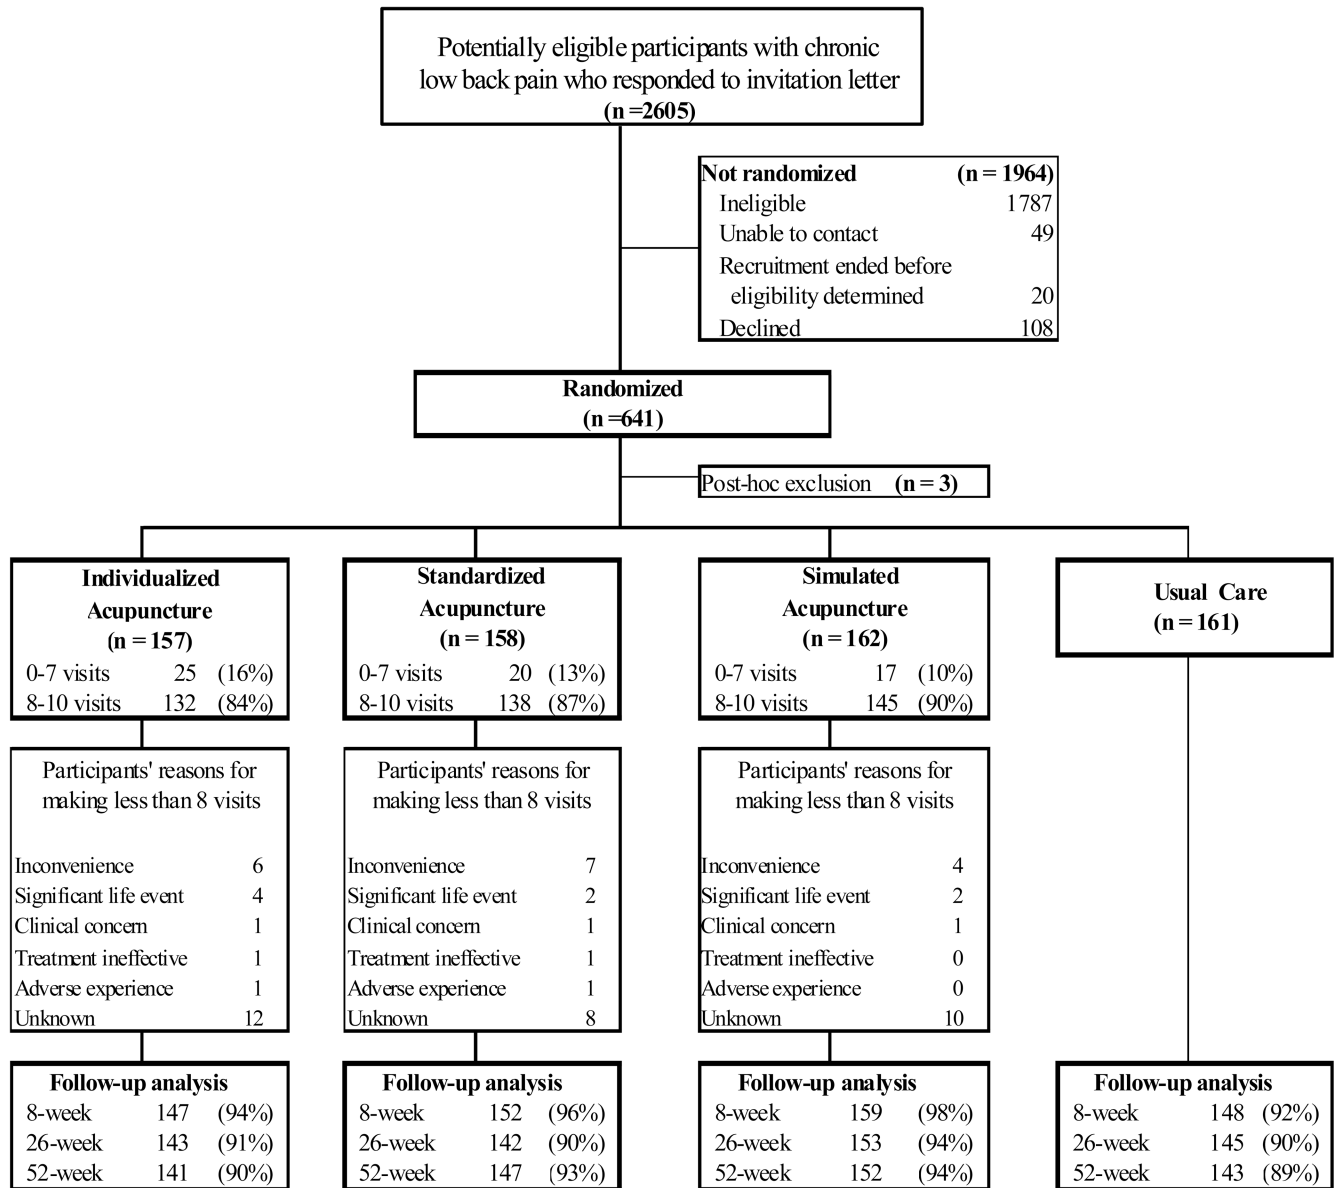 Potentially eligible participants with chronic
low back pain who responded to invitation letter
(n =2605)
Not randomized (n = 1964)
Ineligible 1787
Unable to contact 49
Recruitment ended before
eligibility determined 20
Declined 108
Randomized
(n =641)
Post-hoc exclusion (n = 3)
Individualized
Acupuncture
(n = 157)
0-7 visits 25 (16%)
8-10 visits 132 (84%)
Standardized
Acupuncture
(n = 158)
0-7 visits 20 (13%)
8-10 visits 138 (87%)
Simulated
Acupuncture
(n = 162)
0-7 visits 17 (10%)
8-10 visits 145 (90%)
Usual Care
(n = 161)
Participants' reasons for
making less than 8 visits
Inconvenience 6
Significant life event 4
Clinical concern 1
Treatment ineffective 1
Adverse experience 1
Unknown 12
Participants' reasons for
making less than 8 visits
Inconvenience 7
Significant life event 2
Clinical concern 1
Treatment ineffective 1
Adverse experience 1
Unknown 8
Participants' reasons for
making less than 8 visits
Inconvenience 4
Significant life event 2
Clinical concern 1
Treatment ineffective 0
Adverse experience 0
Unknown 10
Follow-up analysis
8-week 147 (94%)
26-week 143 (91%)
52-week 141 (90%)
Follow-up analysis
8-week 152 (96%)
26-week 142 (90%)
52-week 147 (93%)
Follow-up analysis
8-week 159 (98%)
26-week 153 (94%)
52-week 152 (94%)
Follow-up analysis
8-week 148 (92%)
26-week 145 (90%)
52-week 143 (89%)